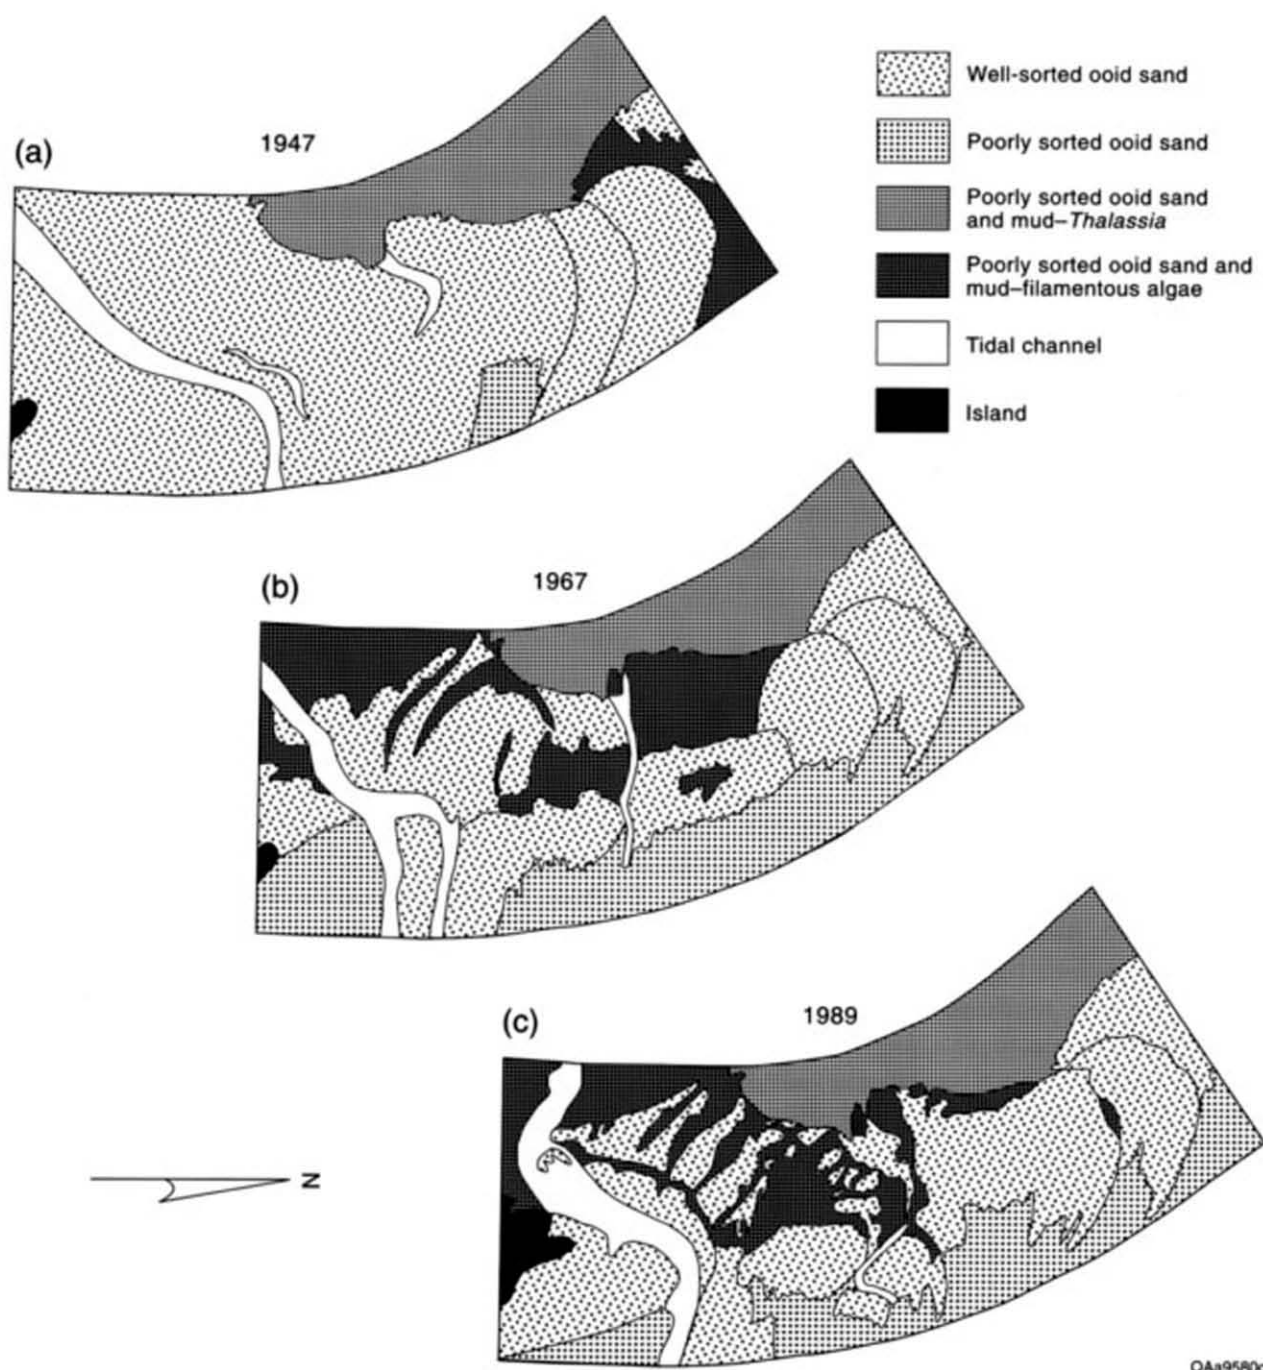 (a)
1947
Well-sorted ooid sand
Poorly sorted ooid sand
Poorly sorted ooid sand
and mud–Thalassia
Poorly sorted ooid sand and
mud–filamentous algae
Tidal channel
Island
(b)
1967
(c)
1989
N
QAa9580c